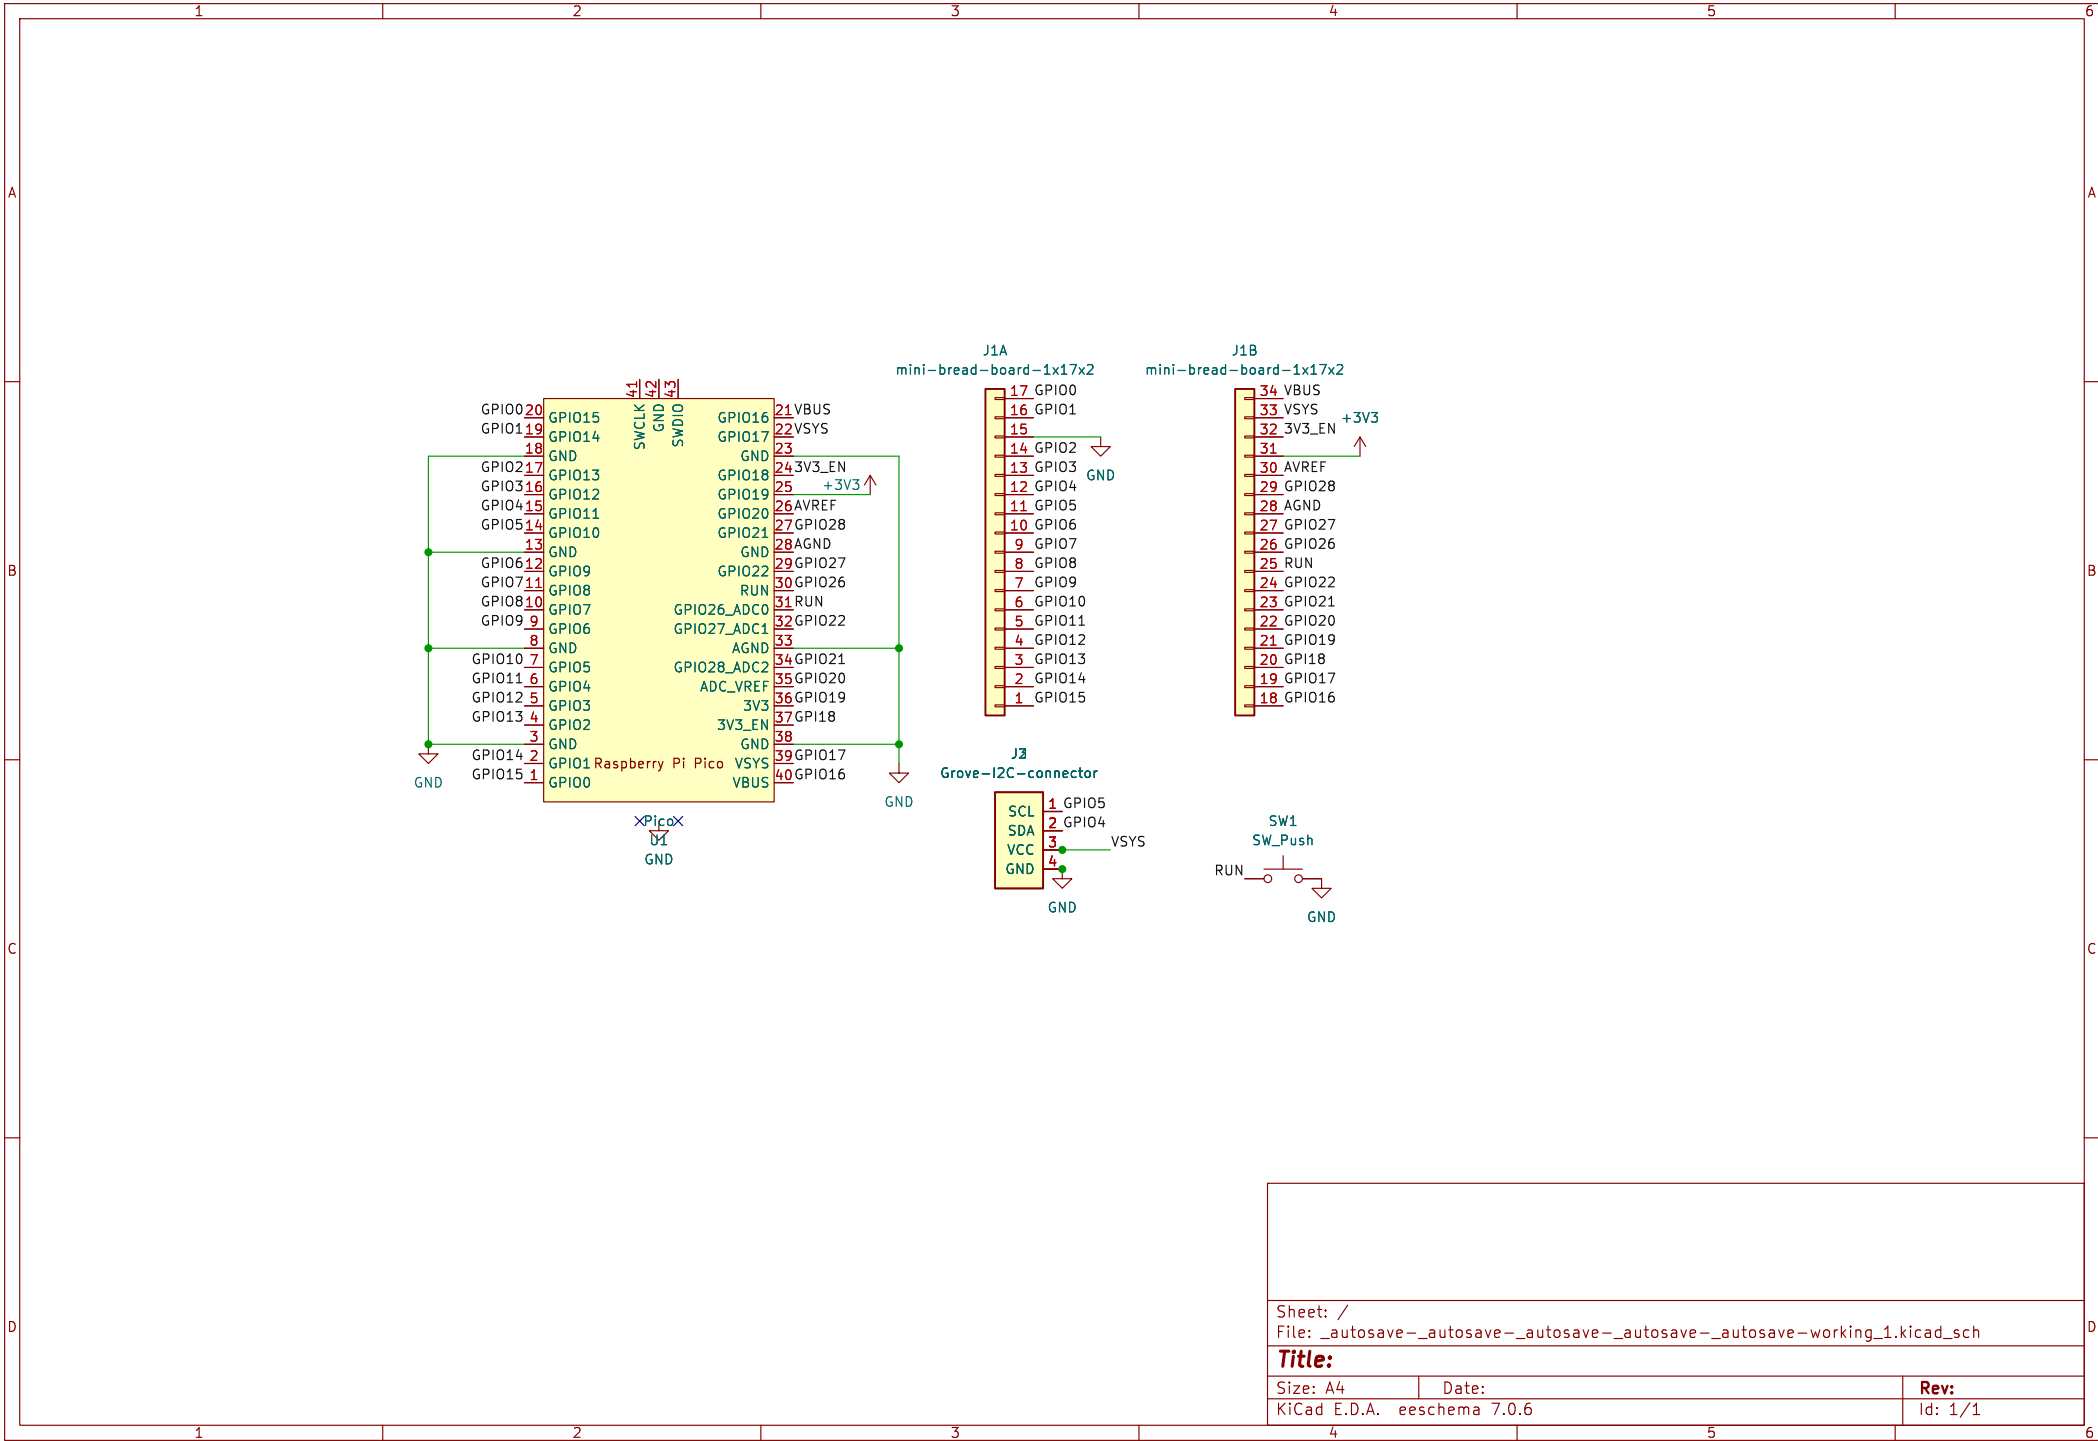 1 2 3 4 5 6
A A
B B
C C
D D
41 42 43
SWCLK GND SWDIO
GPIO0 20 GPIO15 GPIO16 21 VBUS
GPIO1 19 GPIO14 GPIO17 22 VSYS
18 GND GND 23
GPIO2 17 GPIO13 GPIO18 24 3V3_EN
GPIO3 16 GPIO12 GPIO19 25 +3V3
GPIO4 15 GPIO11 GPIO20 26 AVREF
GPIO5 14 GPIO10 GPIO21 27 GPIO28
13 GND GND 28 AGND
GPIO6 12 GPIO9 GPIO22 29 GPIO27
GPIO7 11 GPIO8 RUN 30 GPIO26
GPIO8 10 GPIO7 GPIO26_ADC0 31 RUN
GPIO9 9 GPIO6 GPIO27_ADC1 32 GPIO22
8 GND AGND 33
GPIO10 7 GPIO5 GPIO28_ADC2 34 GPIO21
GPIO11 6 GPIO4 ADC_VREF 35 GPIO20
GPIO12 5 GPIO3 3V3 36 GPIO19
GPIO13 4 GPIO2 3V3_EN 37 GPI18
3 GND GND 38
GPIO14 2 GPIO1 Raspberry Pi Pico VSYS 39 GPIO17
GPIO15 1 GPIO0 VBUS 40 GPIO16
GND
GND
Pico
U1
GND
J1A
mini-bread-board-1x17x2
17 GPIO0
16 GPIO1
15
14 GPIO2
13 GPIO3
12 GPIO4
11 GPIO5
10 GPIO6
9 GPIO7
8 GPIO8
7 GPIO9
6 GPIO10
5 GPIO11
4 GPIO12
3 GPIO13
2 GPIO14
1 GPIO15
GND
J1B
mini-bread-board-1x17x2
34 VBUS
33 VSYS
32 3V3_EN
31
30 AVREF
29 GPIO28
28 AGND
27 GPIO27
26 GPIO26
25 RUN
24 GPIO22
23 GPIO21
22 GPIO20
21 GPIO19
20 GPI18
19 GPIO17
18 GPIO16
+3V3
Grove-I2C-connector
SCL 1 GPIO5
SDA 2 GPIO4
VCC 3 VSYS
GND 4
GND
SW1
SW_Push
RUN
GND
Sheet: /
File: _autosave-_autosave-_autosave-_autosave-_autosave-working_1.kicad_sch
Title:
Size: A4 Date: Rev:
KiCad E.D.A. eeschema 7.0.6 Id: 1/1
1 2 3 4 5 6